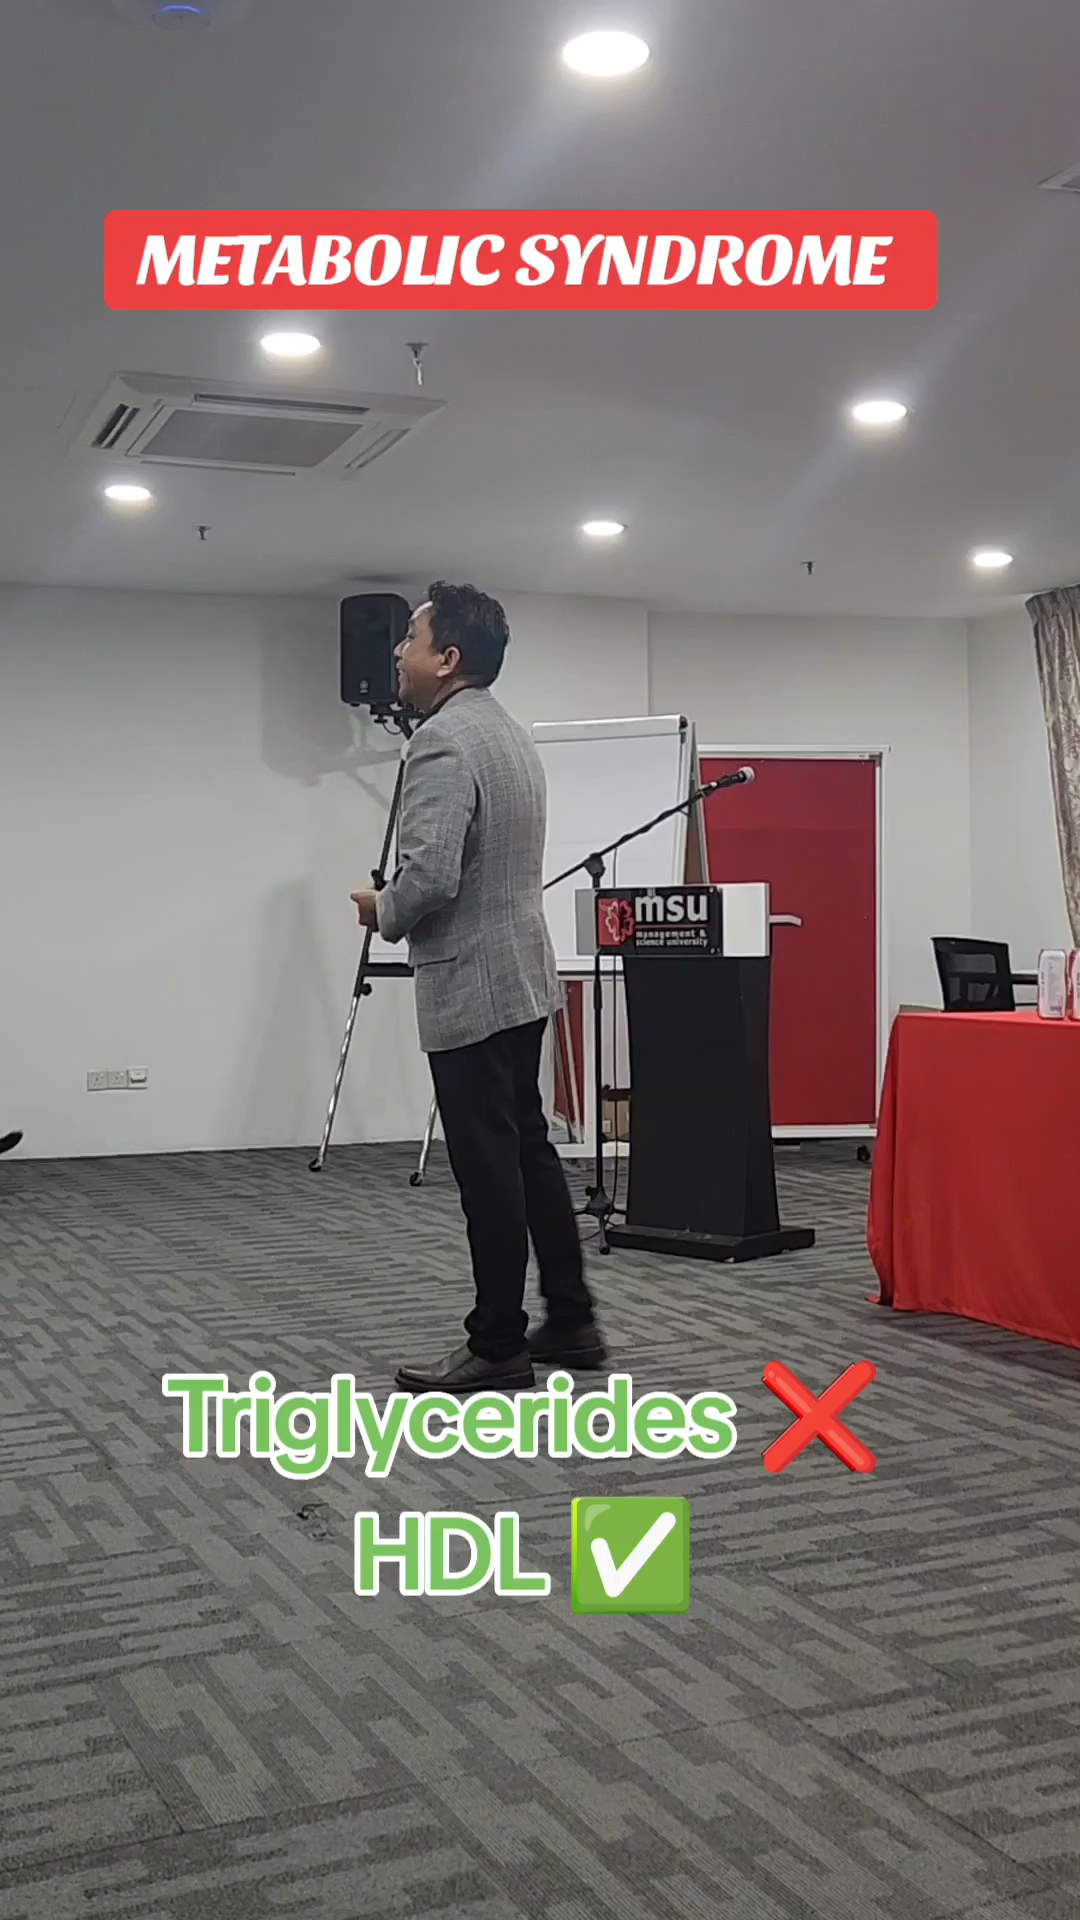 METABOLIC SYNDROME
msu
management &
science university
Triglycerides ❌
HDL ✅